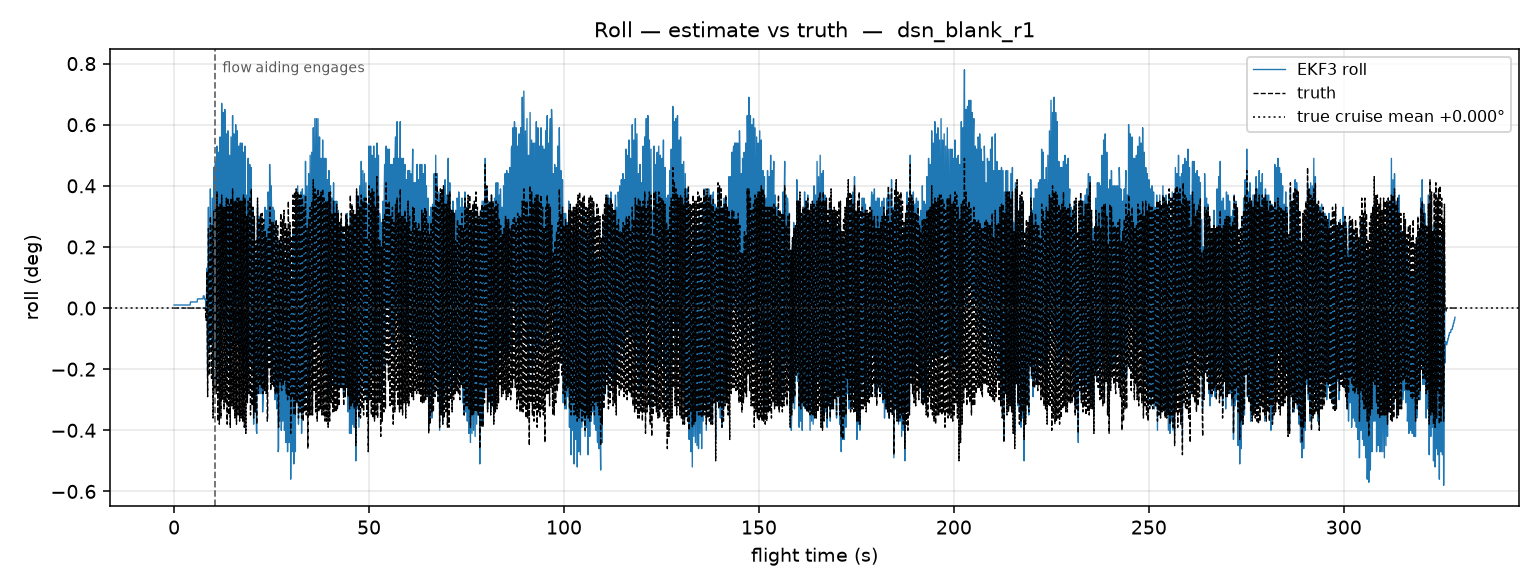 Roll — estimate vs truth — dsn_blank_r1
flow aiding engages
EKF3 roll
truth
true cruise mean +0.000°
roll (deg)
0.8
0.6
0.4
0.2
0.0
−0.2
−0.4
−0.6
0 50 100 150 200 250 300
flight time (s)